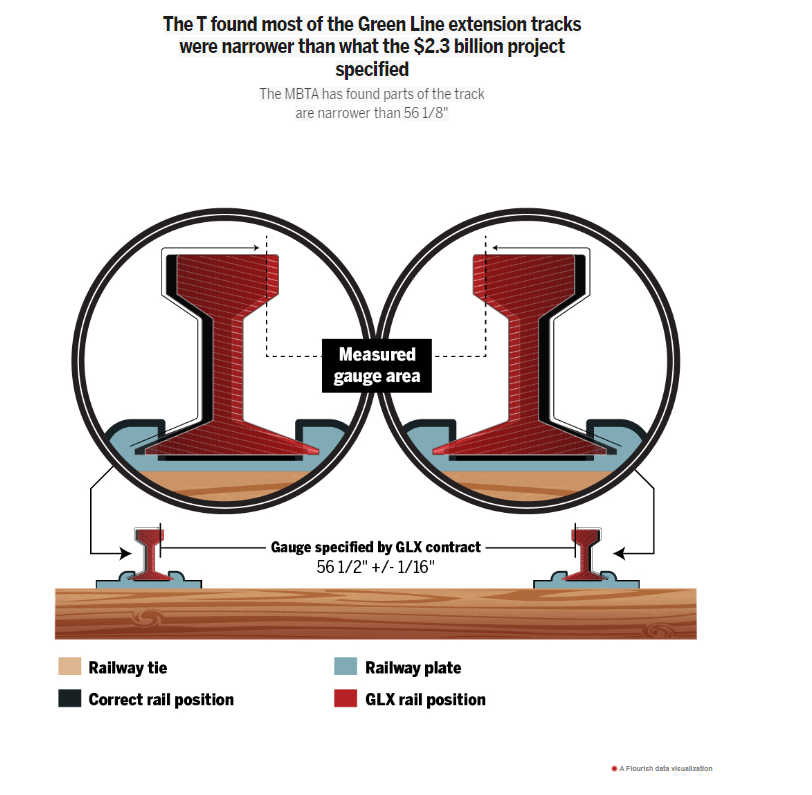 The T found most of the Green Line extension tracks
were narrower than what the $2.3 billion project
specified
The MBTA has found parts of the track
are narrower than 56 1/8"
Measured
gauge area
Gauge specified by GLX contract
56 1/2" +/- 1/16"
Railway tie
Railway plate
Correct rail position
GLX rail position
A Flourish data visualization